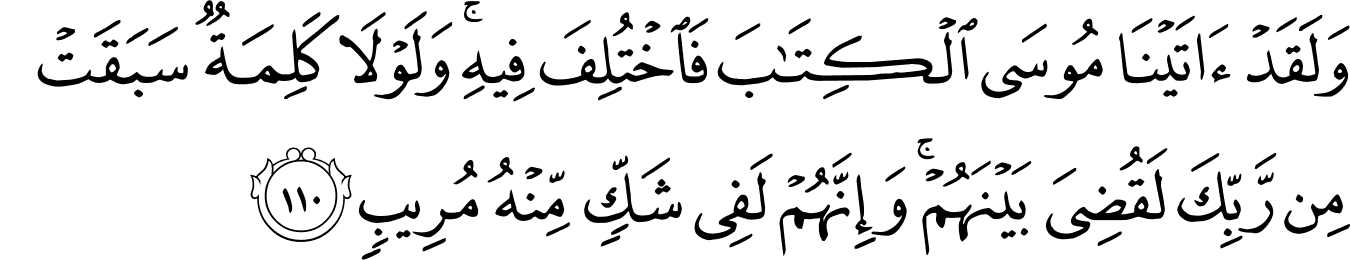 وَلَقَدْ ءَاتَيْنَا مُوسَى ٱلْكِتَـٰبَ فَٱخْتُلِفَ فِيهِ ۚ وَلَوْلَا كَلِمَةٌ سَبَقَتْ
مِن رَّبِّكَ لَقُضِىَ بَيْنَهُمْ ۚ وَإِنَّهُمْ لَفِى شَكٍّ مِّنْهُ مُرِيبٍ ١١٠